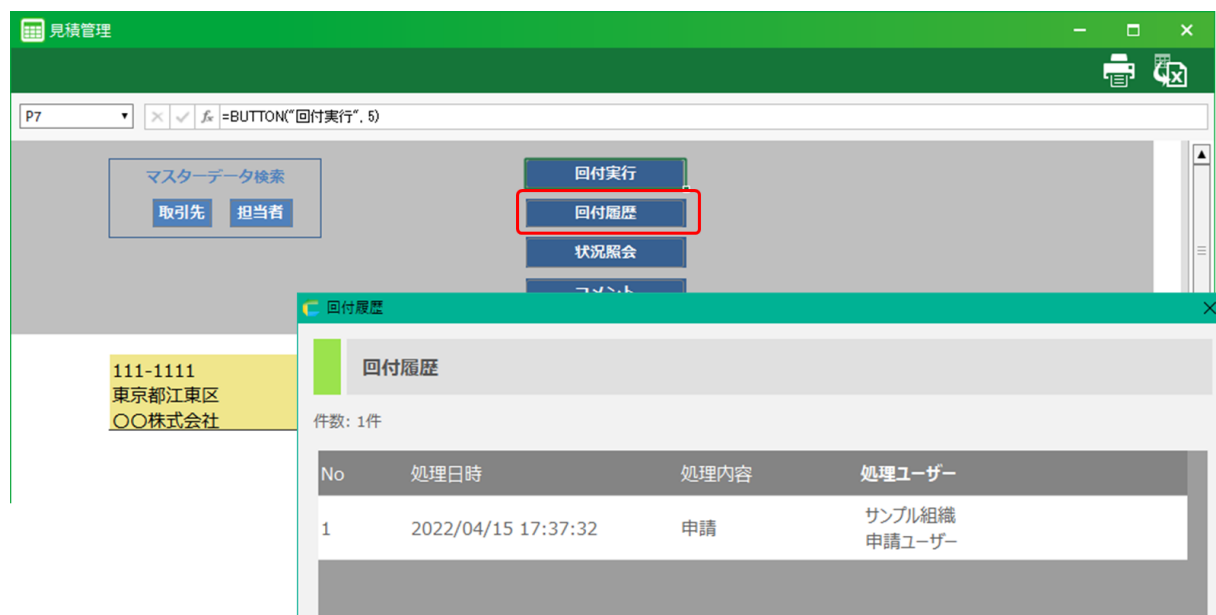 見積管理
P7
fx =BUTTON("回付実行", 5)
マスターデータ検索
取引先 担当者
回付実行
回付履歴
状況照会
コメント
回付履歴
111-1111
東京都江東区
〇〇株式会社
回付履歴
件数: 1件
No 処理日時 処理内容 処理ユーザー
1 2022/04/15 17:37:32 申請 サンプル組織
申請ユーザー